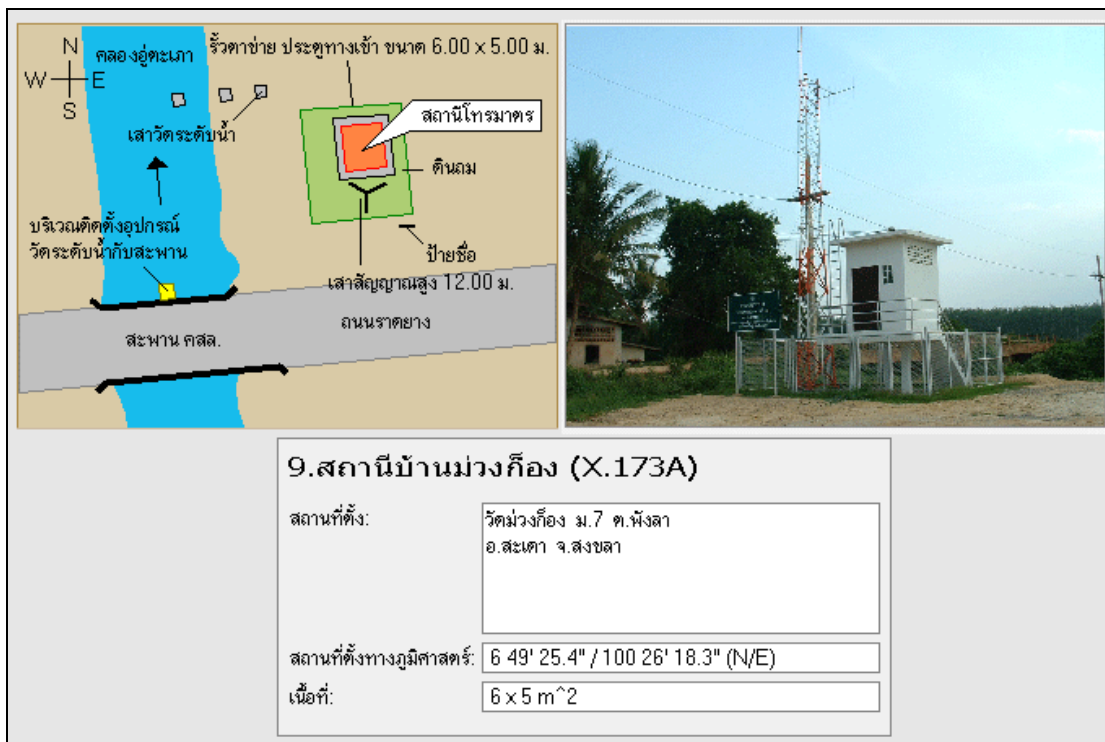 N
W E
S
คลองอู่ตะเภา
รั้วตาข่าย ประตูทางเข้า ขนาด 6.00 x 5.00 ม.
สถานีโทรมาตร
เสาวัดระดับน้ำ
ดินถม
บริเวณติดตั้งอุปกรณ์
วัดระดับน้ำกับสะพาน
ป้ายชื่อ
เสาสัญญาณสูง 12.00 ม.
ถนนราดยาง
สะพาน คสล.
9.สถานีบ้านม่วงก็อง (X.173A)
สถานที่ตั้ง:
วัดม่วงก็อง ม.7 ต.พังลา
อ.สะเดา จ.สงขลา
สถานที่ตั้งทางภูมิศาสตร์: 6 49' 25.4" / 100 26' 18.3" (N/E)
เนื้อที่: 6 x 5 m^2